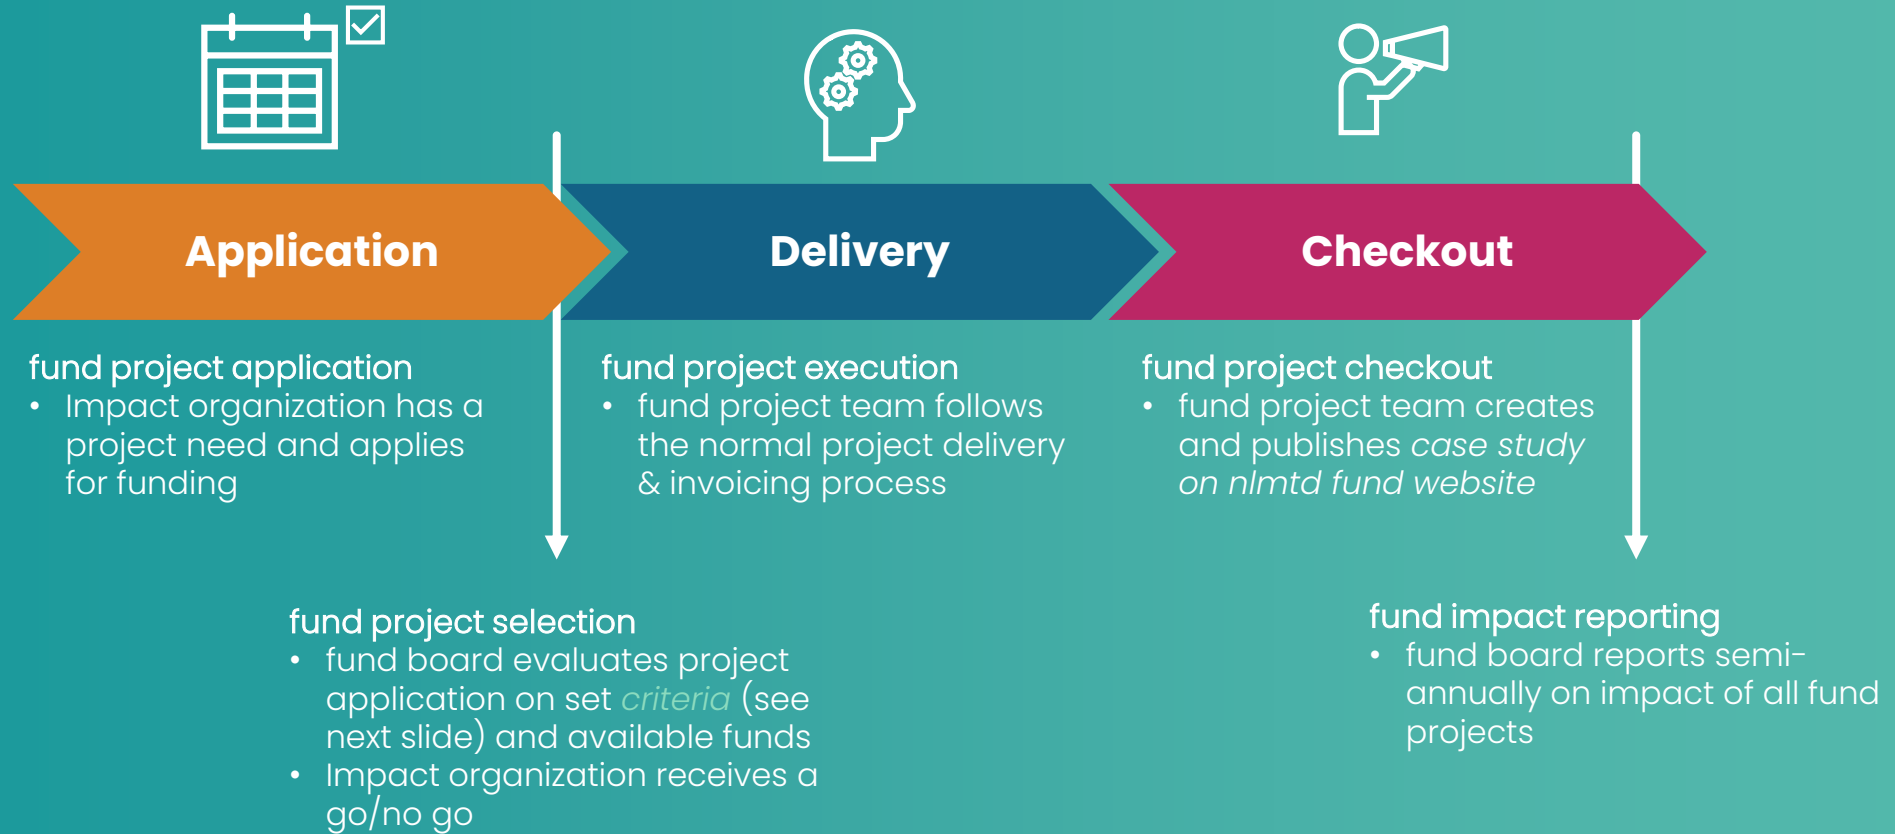 Application
Delivery
Checkout
fund project application
• Impact organization has a
project need and applies
for funding
fund project execution
• fund project team follows
the normal project delivery
& invoicing process
fund project checkout
• fund project team creates
and publishes case study
on nlmtd fund website
fund project selection
• fund board evaluates project
application on set criteria (see
next slide) and available funds
• Impact organization receives a
go/no go
fund impact reporting
• fund board reports semi-
annually on impact of all fund
projects